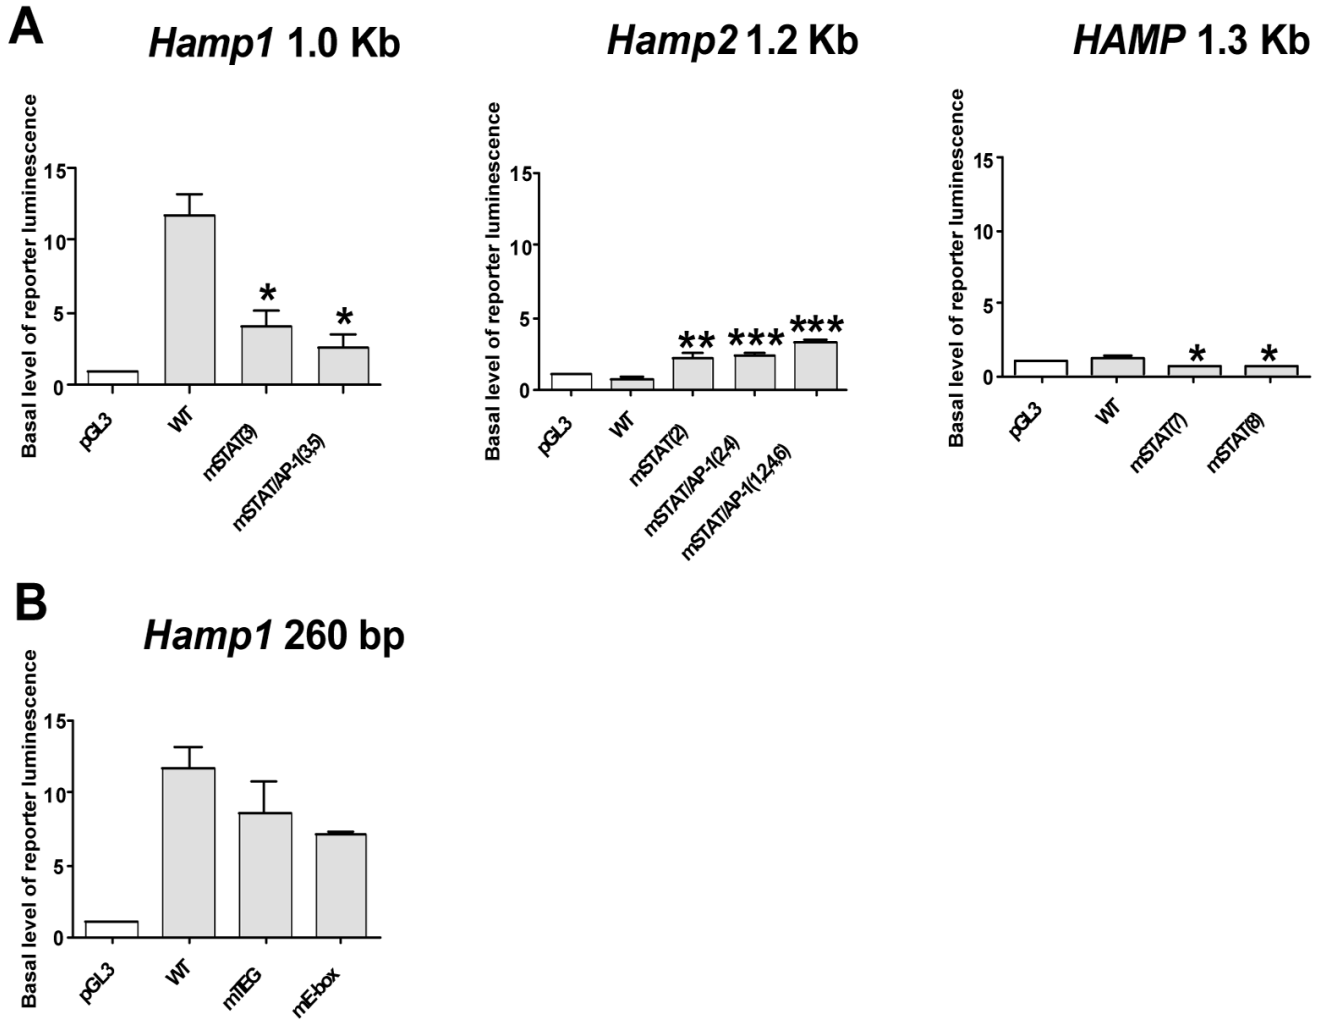 A
Hamp1 1.0 Kb
Basal level of reporter luminescence
15
10
5
0
pGL3
WT
mSTAT(3)
mSTAT/AP-1(3,5)
*
*
Hamp2 1.2 Kb
Basal level of reporter luminescence
15
10
5
0
pGL3
WT
mSTAT(2)
mSTAT/AP-1(2,4)
mSTAT/AP-1(1,2,4,6)
**
***
***
HAMP 1.3 Kb
Basal level of reporter luminescence
15
10
5
0
pGL3
WT
mSTAT(7)
mSTAT(8)
*
*
B
Hamp1 260 bp
Basal level of reporter luminescence
15
10
5
0
pGL3
WT
mTIEG
mE-box